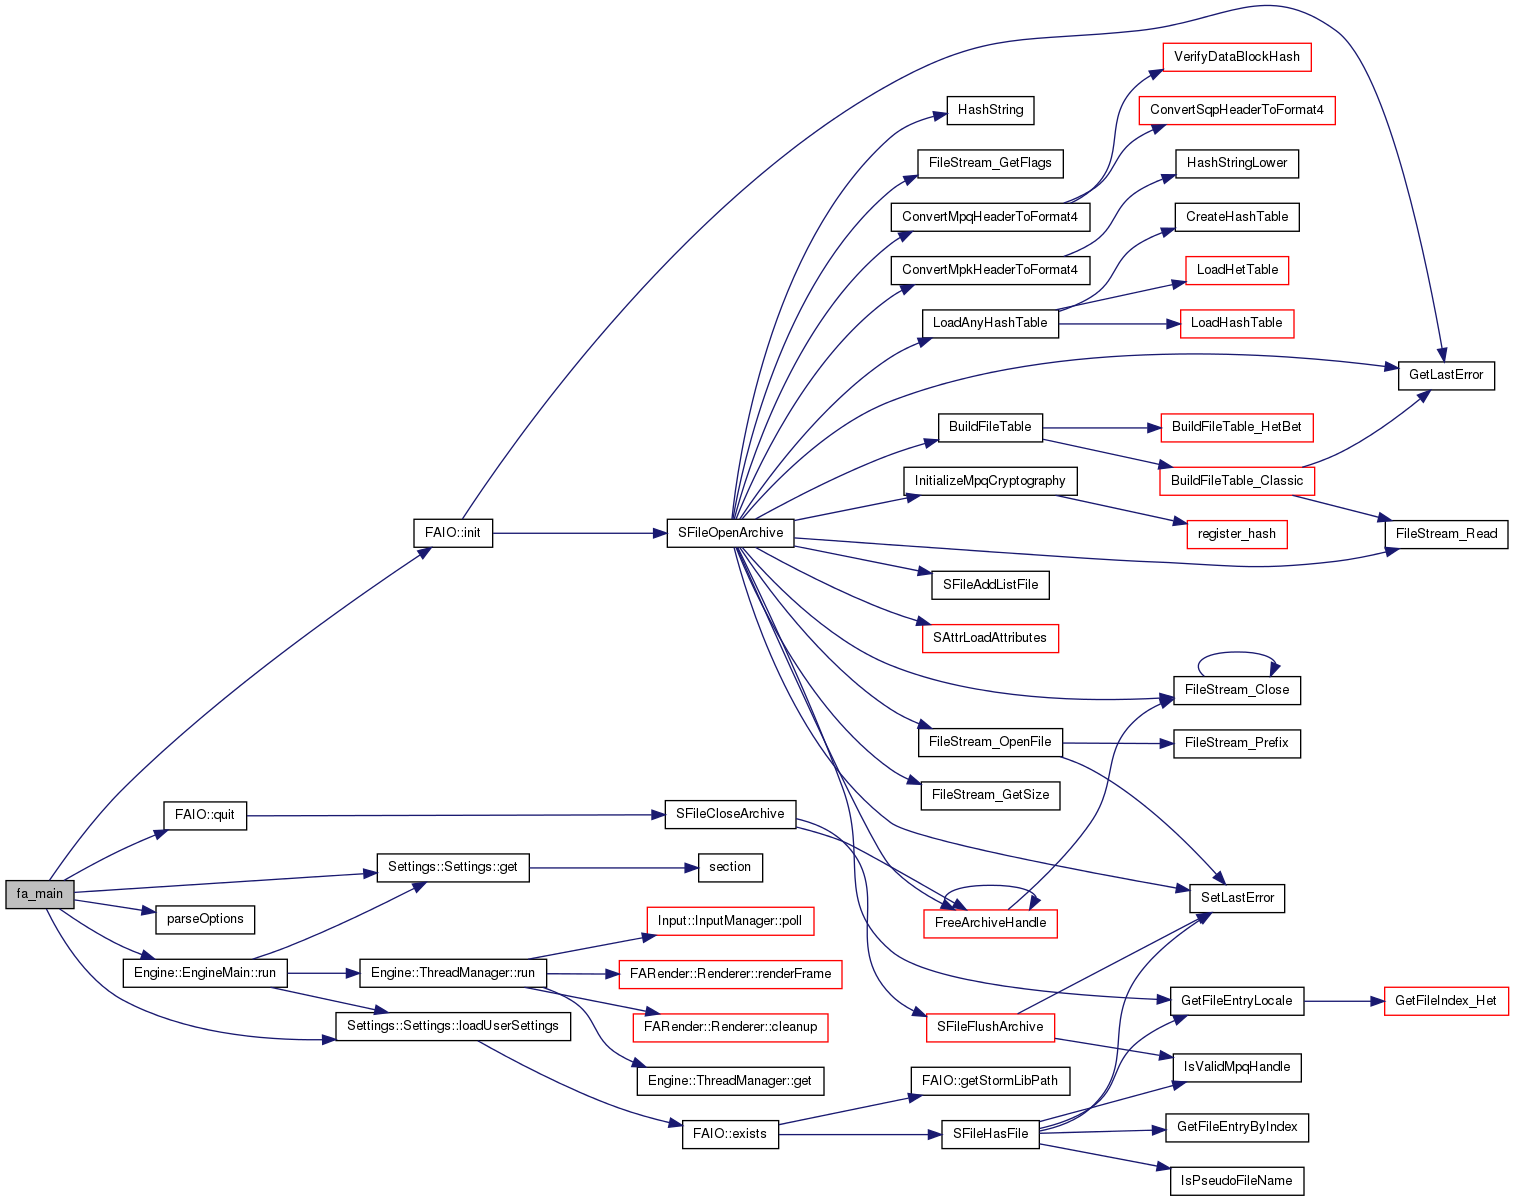 VerifyDataBlockHash
HashString
ConvertSqpHeaderToFormat4
FileStream_GetFlags
HashStringLower
ConvertMpqHeaderToFormat4
CreateHashTable
ConvertMpkHeaderToFormat4
LoadHetTable
LoadAnyHashTable
LoadHashTable
GetLastError
BuildFileTable
BuildFileTable_HetBet
InitializeMpqCryptography
BuildFileTable_Classic
FAIO::init
SFileOpenArchive
register_hash
FileStream_Read
SFileAddListFile
SAttrLoadAttributes
FileStream_Close
FileStream_OpenFile
FileStream_Prefix
FileStream_GetSize
FAIO::quit
SFileCloseArchive
Settings::Settings::get
section
fa_main
SetLastError
parseOptions
Input::InputManager::poll
FreeArchiveHandle
Engine::EngineMain::run
Engine::ThreadManager::run
FARender::Renderer::renderFrame
GetFileEntryLocale
GetFileIndex_Het
Settings::Settings::loadUserSettings
FARender::Renderer::cleanup
SFileFlushArchive
IsValidMpqHandle
Engine::ThreadManager::get
FAIO::getStormLibPath
FAIO::exists
SFileHasFile
GetFileEntryByIndex
IsPseudoFileName